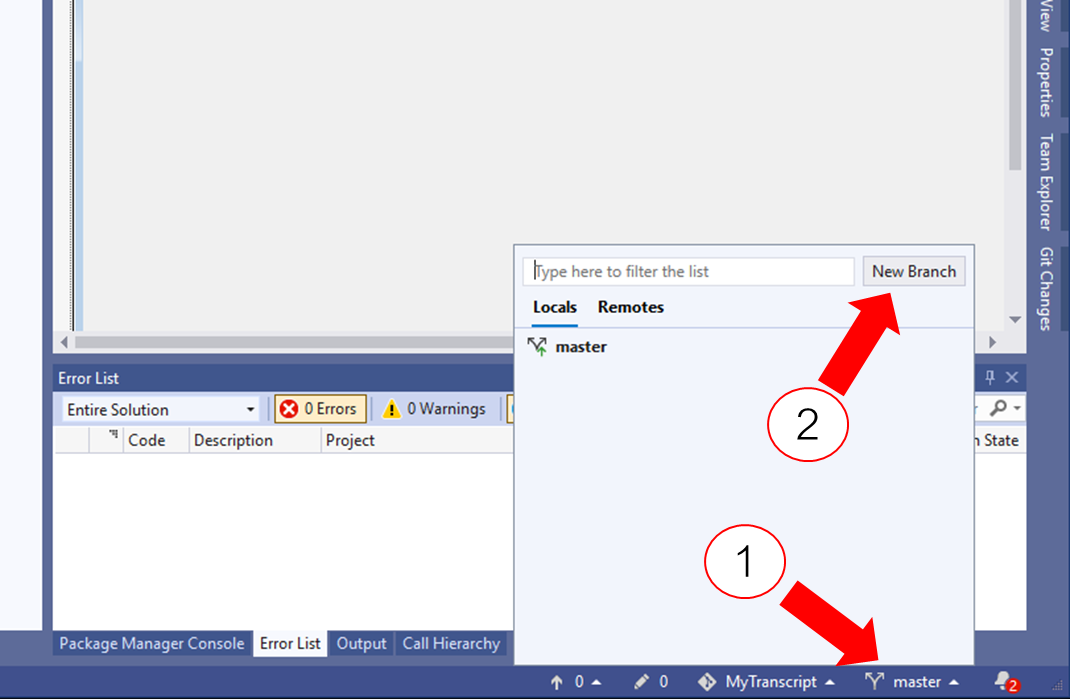 View
Properties
Team Explorer
Git Changes
Type here to filter the list
New Branch
Locals Remotes
master
2
Error List
Entire Solution
0 Errors
0 Warnings
Code Description Project
State
1
Package Manager Console Error List Output Call Hierarchy
0 0 MyTranscript master 2